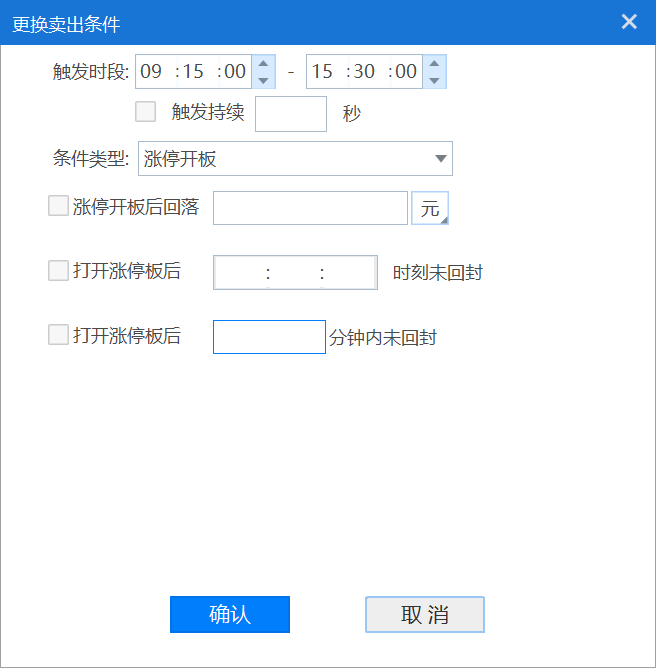 更换卖出条件
触发时段: 09 :15 :00 - 15 :30 :00
触发持续 秒
条件类型: 涨停开板
涨停开板后回落 元
打开涨停板后 : : 时刻未回封
打开涨停板后 分钟内未回封
确认 取消